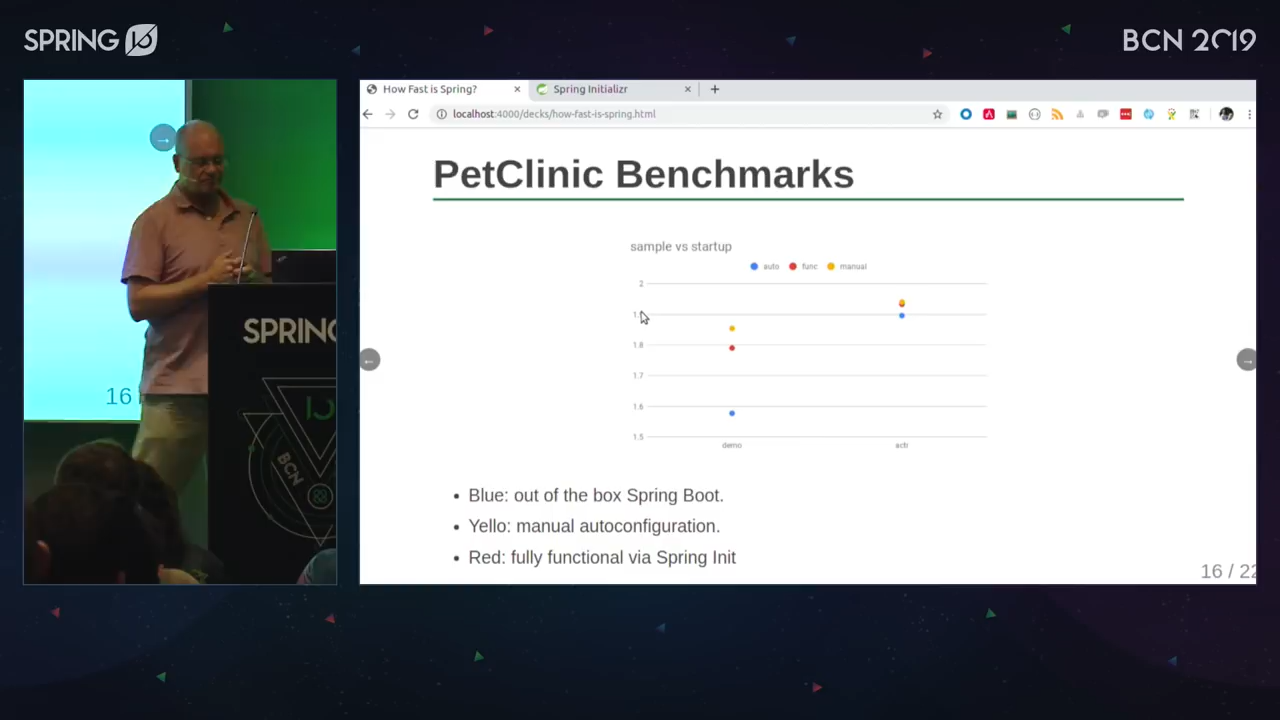 SPRING IO
BCN 2019
How Fast is Spring?
Spring Initializr
localhost:4000/decks/how-fast-is-spring.html
PetClinic Benchmarks
sample vs startup
auto
func
manual
2
1.8
1.7
1.6
1.5
demo
actr
Blue: out of the box Spring Boot.
Yello: manual autoconfiguration.
Red: fully functional via Spring Init
16 / 22
16
SPRING
BCN